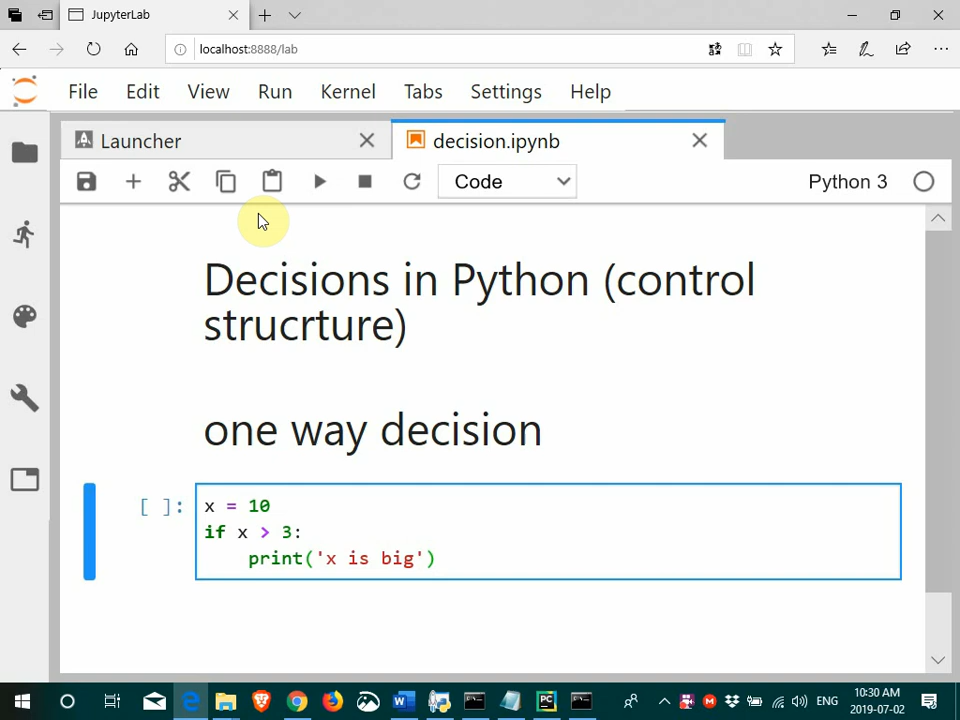 JupyterLab
localhost:8888/lab
File Edit View Run Kernel Tabs Settings Help
Launcher
decision.ipynb
Code
Python 3
Decisions in Python (control
strucrture)
one way decision
[ ]:
x = 10
if x > 3:
    print('x is big')
ENG
10:30 AM
2019-07-02